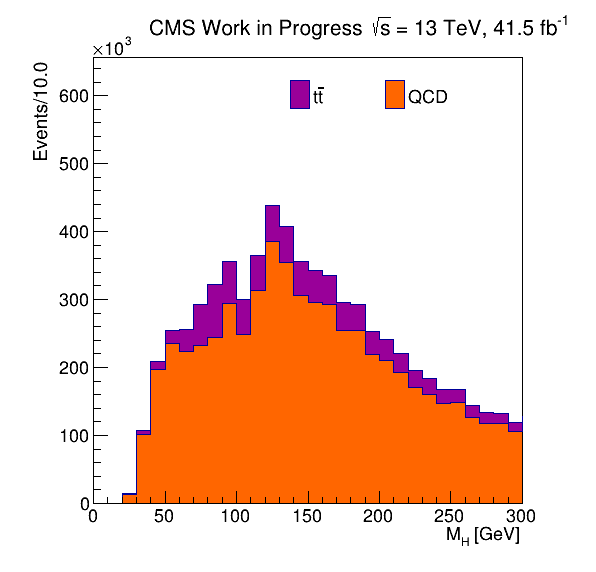 CMS Work in Progress √s = 13 TeV, 41.5 fb⁻¹
×10³
Events/10.0
tt̅
QCD
600
500
400
300
200
100
0
0 50 100 150 200 250 300
M_H [GeV]